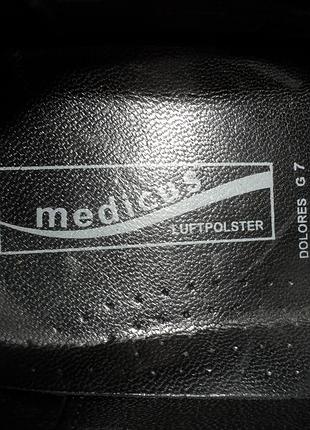 medicus
LUFTPOLSTER
DOLORES G 7